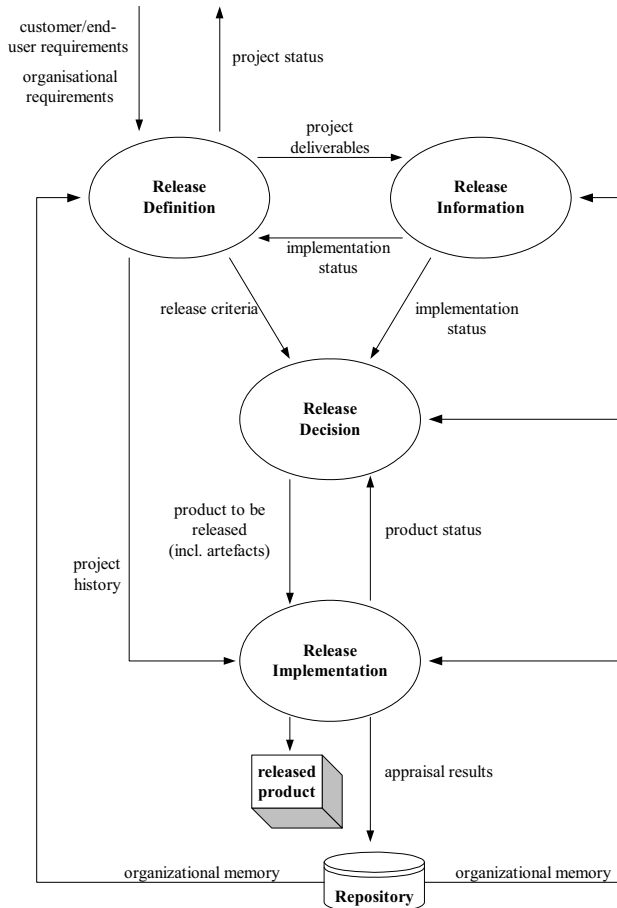 customer/end-
user requirements
organisational
requirements
project status
project
deliverables
Release
Definition
Release
Information
implementation
status
release criteria
implementation
status
Release
Decision
product to be
released
(incl. artefacts)
product status
project
history
Release
Implementation
released
product
appraisal results
organizational memory
Repository
organizational memory